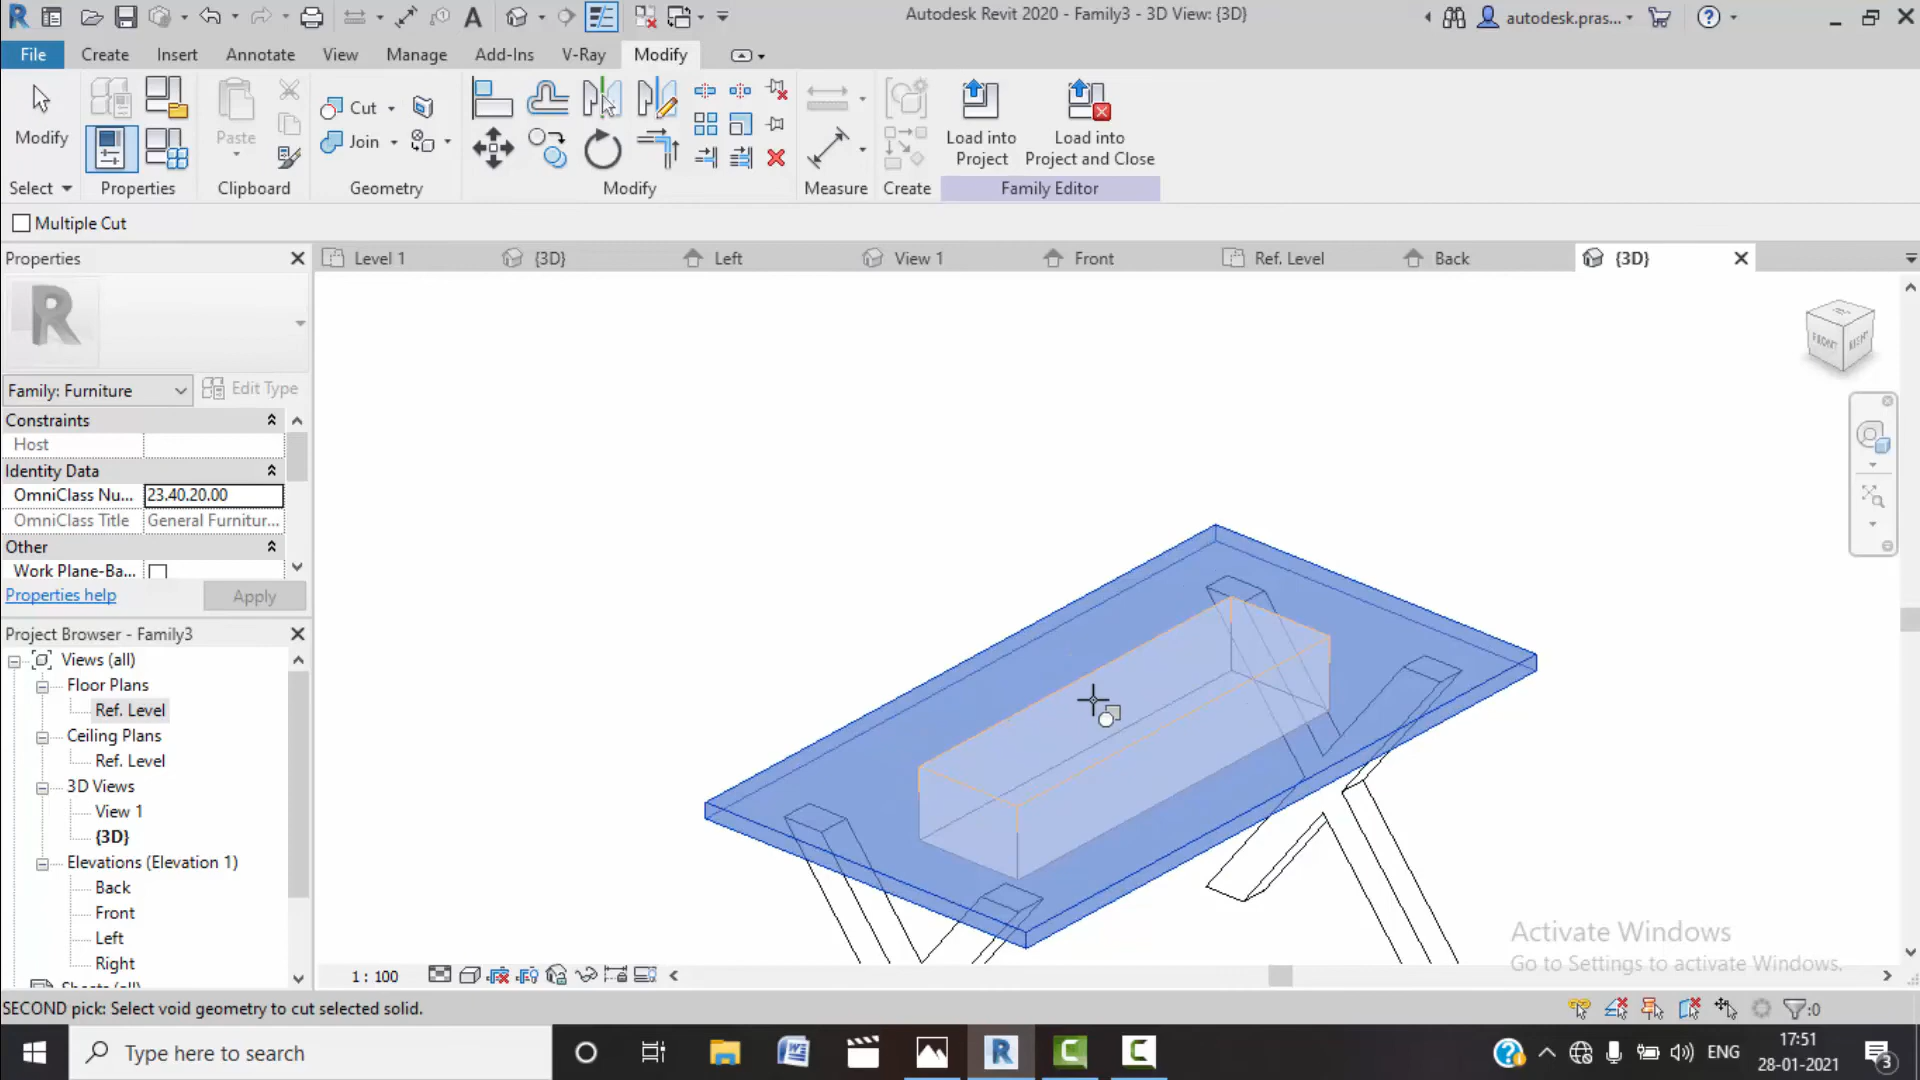 Autodesk Revit 2020 - Family3 - 3D View: {3D}
autodesk.pras...
File
Create
Insert
Annotate
View
Manage
Add-Ins
V-Ray
Modify
Modify
Paste
Cut
Join
Load into
Project
Load into
Project and Close
Select
Properties
Clipboard
Geometry
Modify
Measure
Create
Family Editor
Multiple Cut
Properties
Level 1
{3D}
Left
View 1
Front
Ref. Level
Back
{3D}
FRONT
RIGHT
Family: Furniture
Edit Type
Constraints
Host
Identity Data
OmniClass Nu...
23.40.20.00
OmniClass Title
General Furnitur...
Other
Work Plane-Ba...
Properties help
Apply
Project Browser - Family3
Views (all)
Floor Plans
Ref. Level
Ceiling Plans
Ref. Level
3D Views
View 1
{3D}
Elevations (Elevation 1)
Back
Front
Left
Right
Sheets (all)
Activate Windows
Go to Settings to activate Windows.
1 : 100
SECOND pick: Select void geometry to cut selected solid.
:0
Type here to search
ENG
17:51
28-01-2021
3